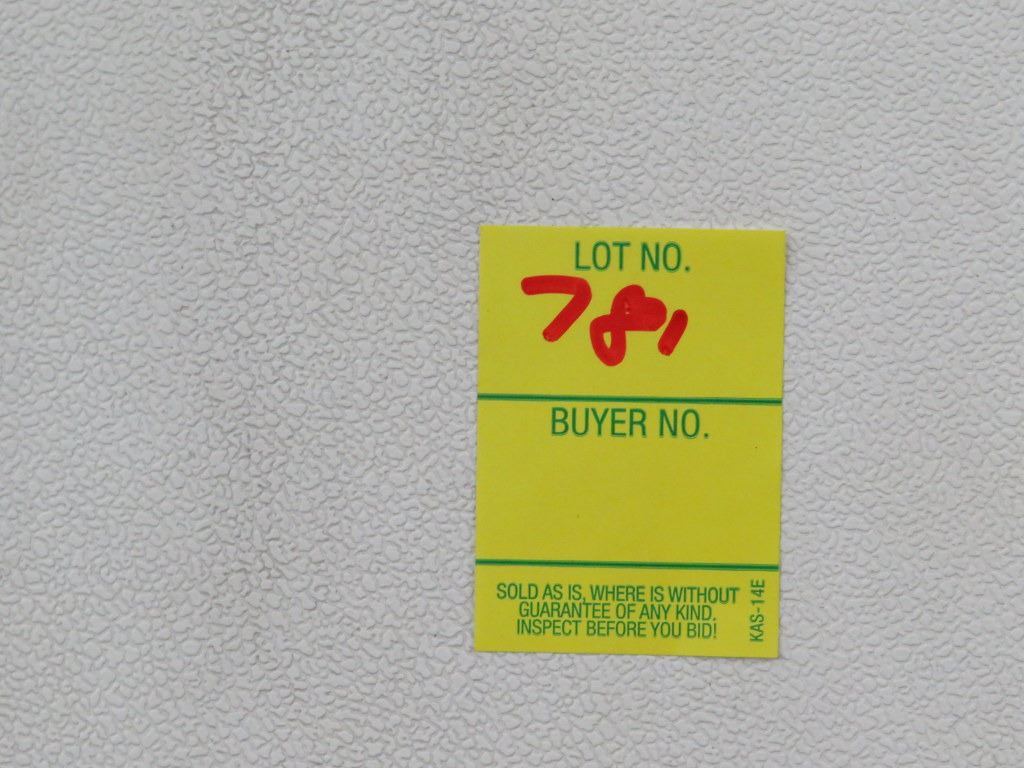 LOT NO.
781
BUYER NO.
SOLD AS IS, WHERE IS WITHOUT
GUARANTEE OF ANY KIND.
INSPECT BEFORE YOU BID!
KAS-14E